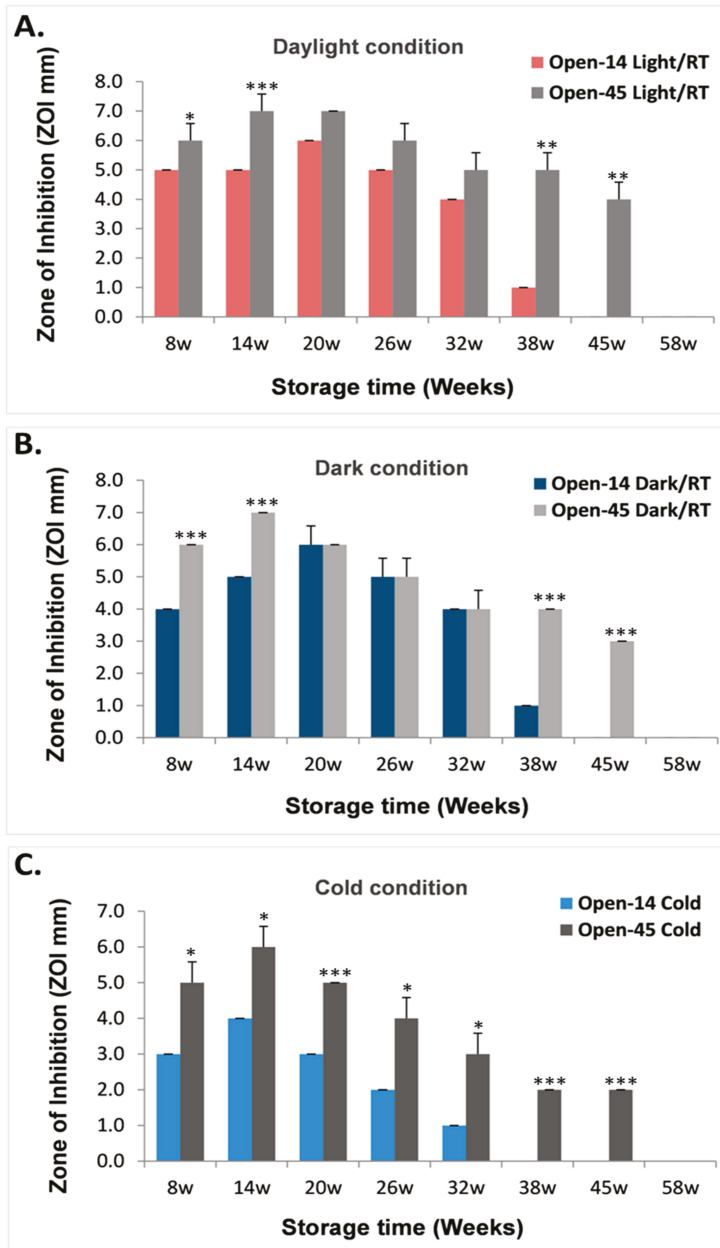 A.
Daylight condition
Open-14 Light/RT
Open-45 Light/RT
Zone of Inhibition (ZOI mm)
8.0
7.0
6.0
5.0
4.0
3.0
2.0
1.0
0.0
* *** ** **
8w 14w 20w 26w 32w 38w 45w 58w
Storage time (Weeks)
B.
Dark condition
Open-14 Dark/RT
Open-45 Dark/RT
Zone of Inhibition (ZOI mm)
8.0
7.0
6.0
5.0
4.0
3.0
2.0
1.0
0.0
*** *** *** ***
8w 14w 20w 26w 32w 38w 45w 58w
Storage time (Weeks)
C.
Cold condition
Open-14 Cold
Open-45 Cold
Zone of Inhibition (ZOI mm)
7.0
6.0
5.0
4.0
3.0
2.0
1.0
0.0
* * *** * * *** ***
8w 14w 20w 26w 32w 38w 45w 58w
Storage time (Weeks)